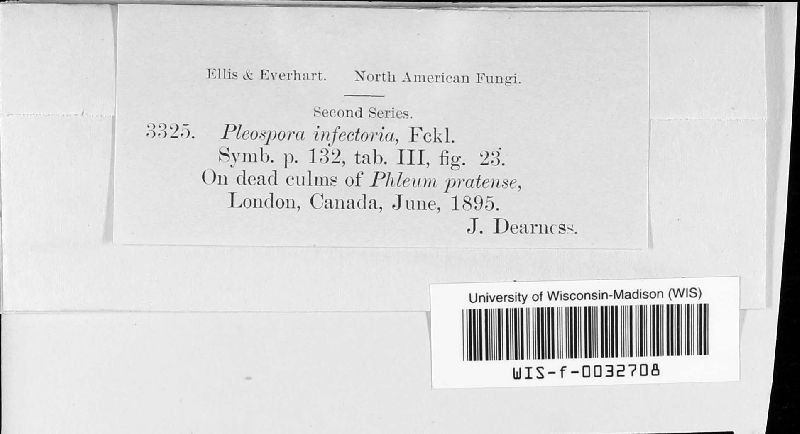 Ellis & Everhart. North American Fungi.
Second Series.
3325. Pleospora infectoria, Fckl.
Symb. p. 132, tab. III, fig. 23.
On dead culms of Phleum pratense,
London, Canada, June, 1895.
J. Dearness.
University of Wisconsin-Madison (WIS)
WIS-f-0032708